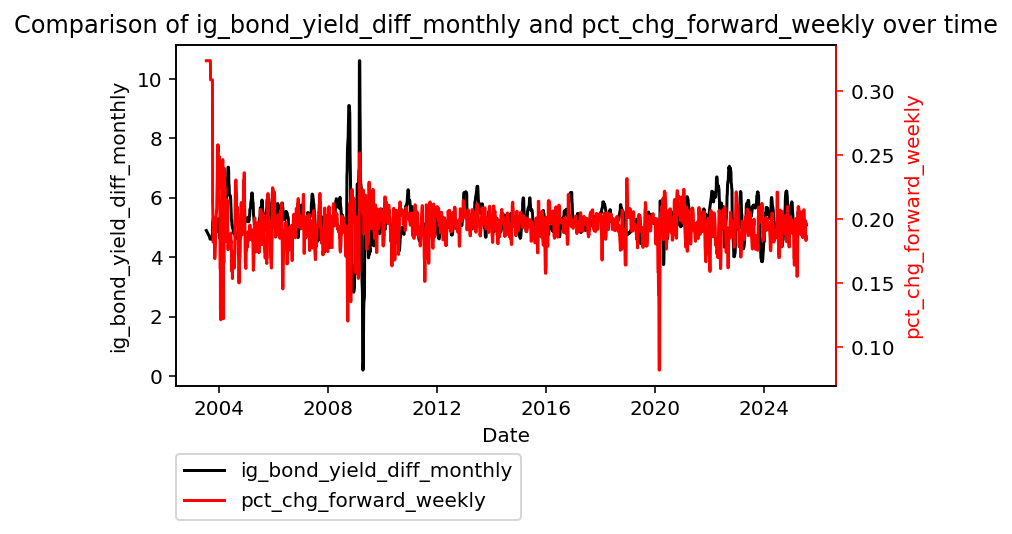 Comparison of ig_bond_yield_diff_monthly and pct_chg_forward_weekly over time
ig_bond_yield_diff_monthly
10
8
6
4
2
0
0.30
0.25
0.20
0.15
0.10
pct_chg_forward_weekly
2004 2008 2012 2016 2020 2024
Date
ig_bond_yield_diff_monthly
pct_chg_forward_weekly